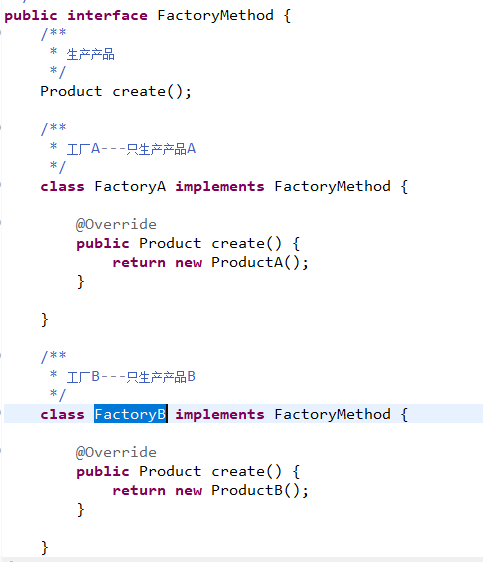 public interface FactoryMethod {
/**
* 生产产品
*/
Product create();
/**
* 工厂A---只生产产品A
*/
class FactoryA implements FactoryMethod {
@Override
public Product create() {
return new ProductA();
}
}
/**
* 工厂B---只生产产品B
*/
class FactoryB implements FactoryMethod {
@Override
public Product create() {
return new ProductB();
}
}